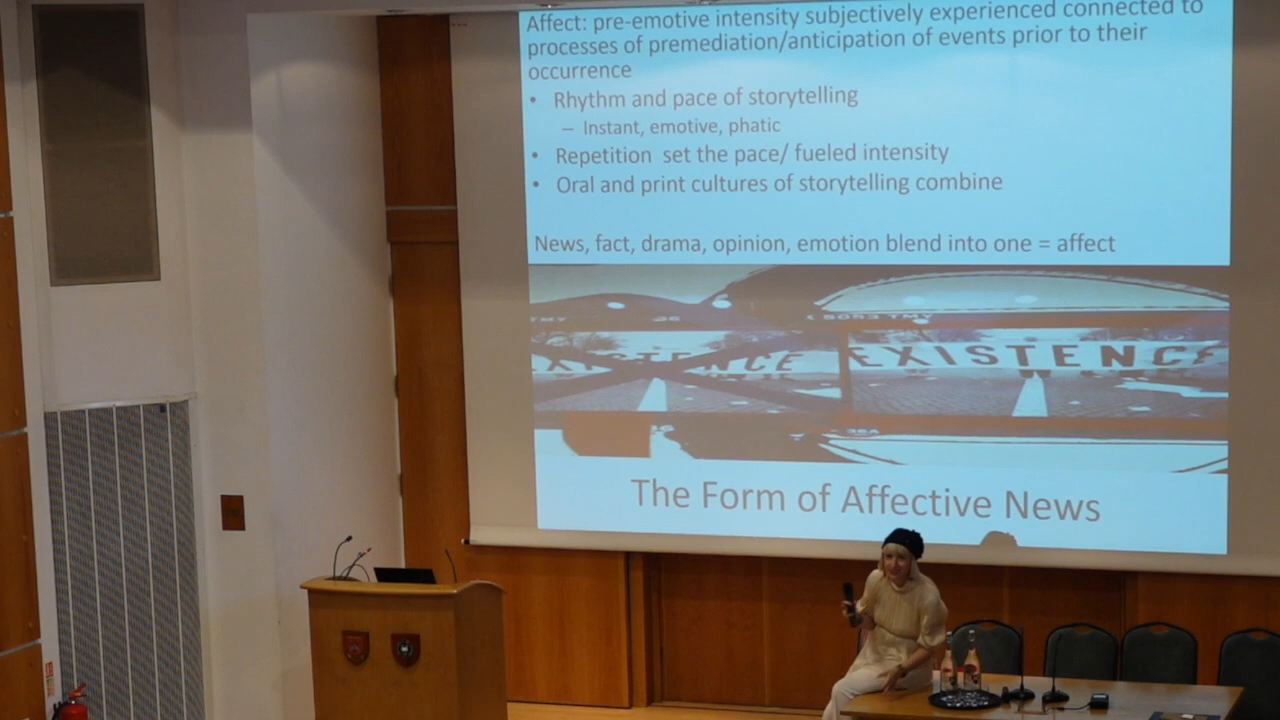 Affect: pre-emotive intensity subjectively experienced connected to
processes of premediation/anticipation of events prior to their
occurrence
• Rhythm and pace of storytelling
– Instant, emotive, phatic
• Repetition set the pace/ fueled intensity
• Oral and print cultures of storytelling combine
News, fact, drama, opinion, emotion blend into one = affect
EXISTENCE EXISTENCE
The Form of Affective News